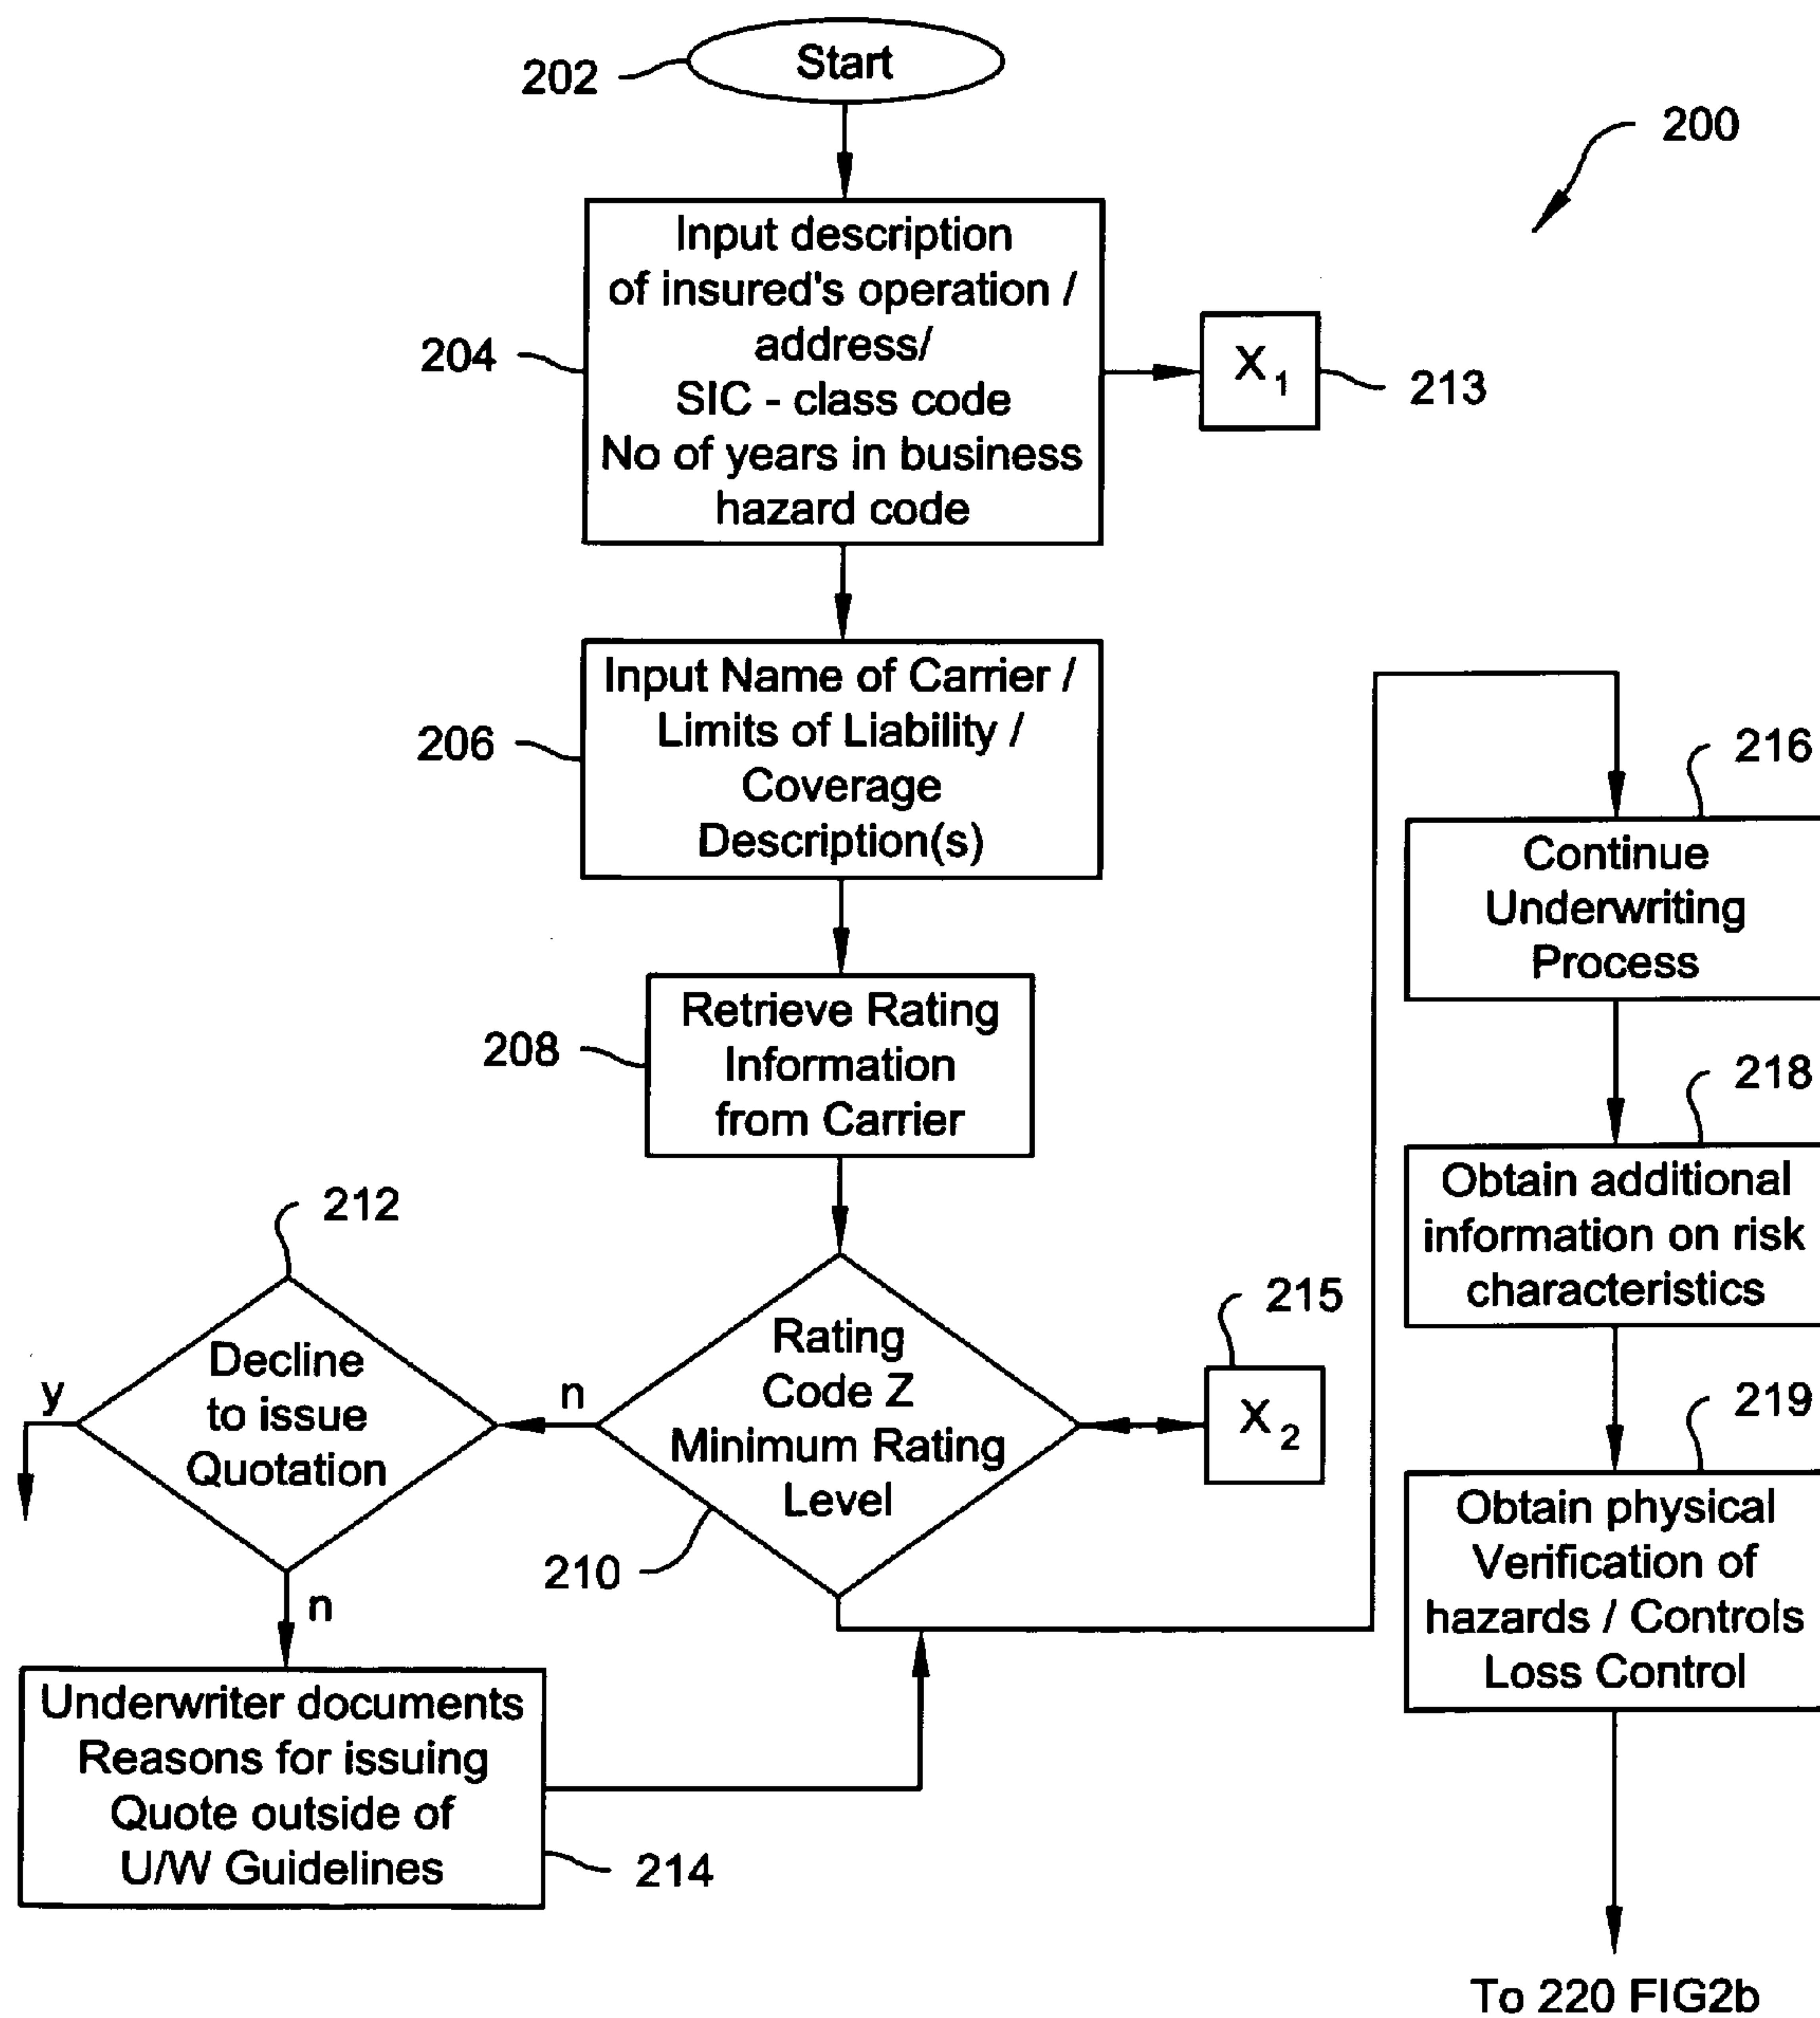 Start
202
200
Input description
of insured's operation /
address/
SIC - class code
No of years in business
hazard code
204
X 1
213
Input Name of Carrier /
Limits of Liability /
Coverage
Description(s)
206
Retrieve Rating
Information
from Carrier
208
Rating
Code Z
Minimum Rating
Level
210
n
X 2
215
Decline
to issue
Quotation
212
y
n
Underwriter documents
Reasons for issuing
Quote outside of
U/W Guidelines
214
216
Continue
Underwriting
Process
218
Obtain additional
information on risk
characteristics
219
Obtain physical
Verification of
hazards / Controls
Loss Control
To 220 FIG2b